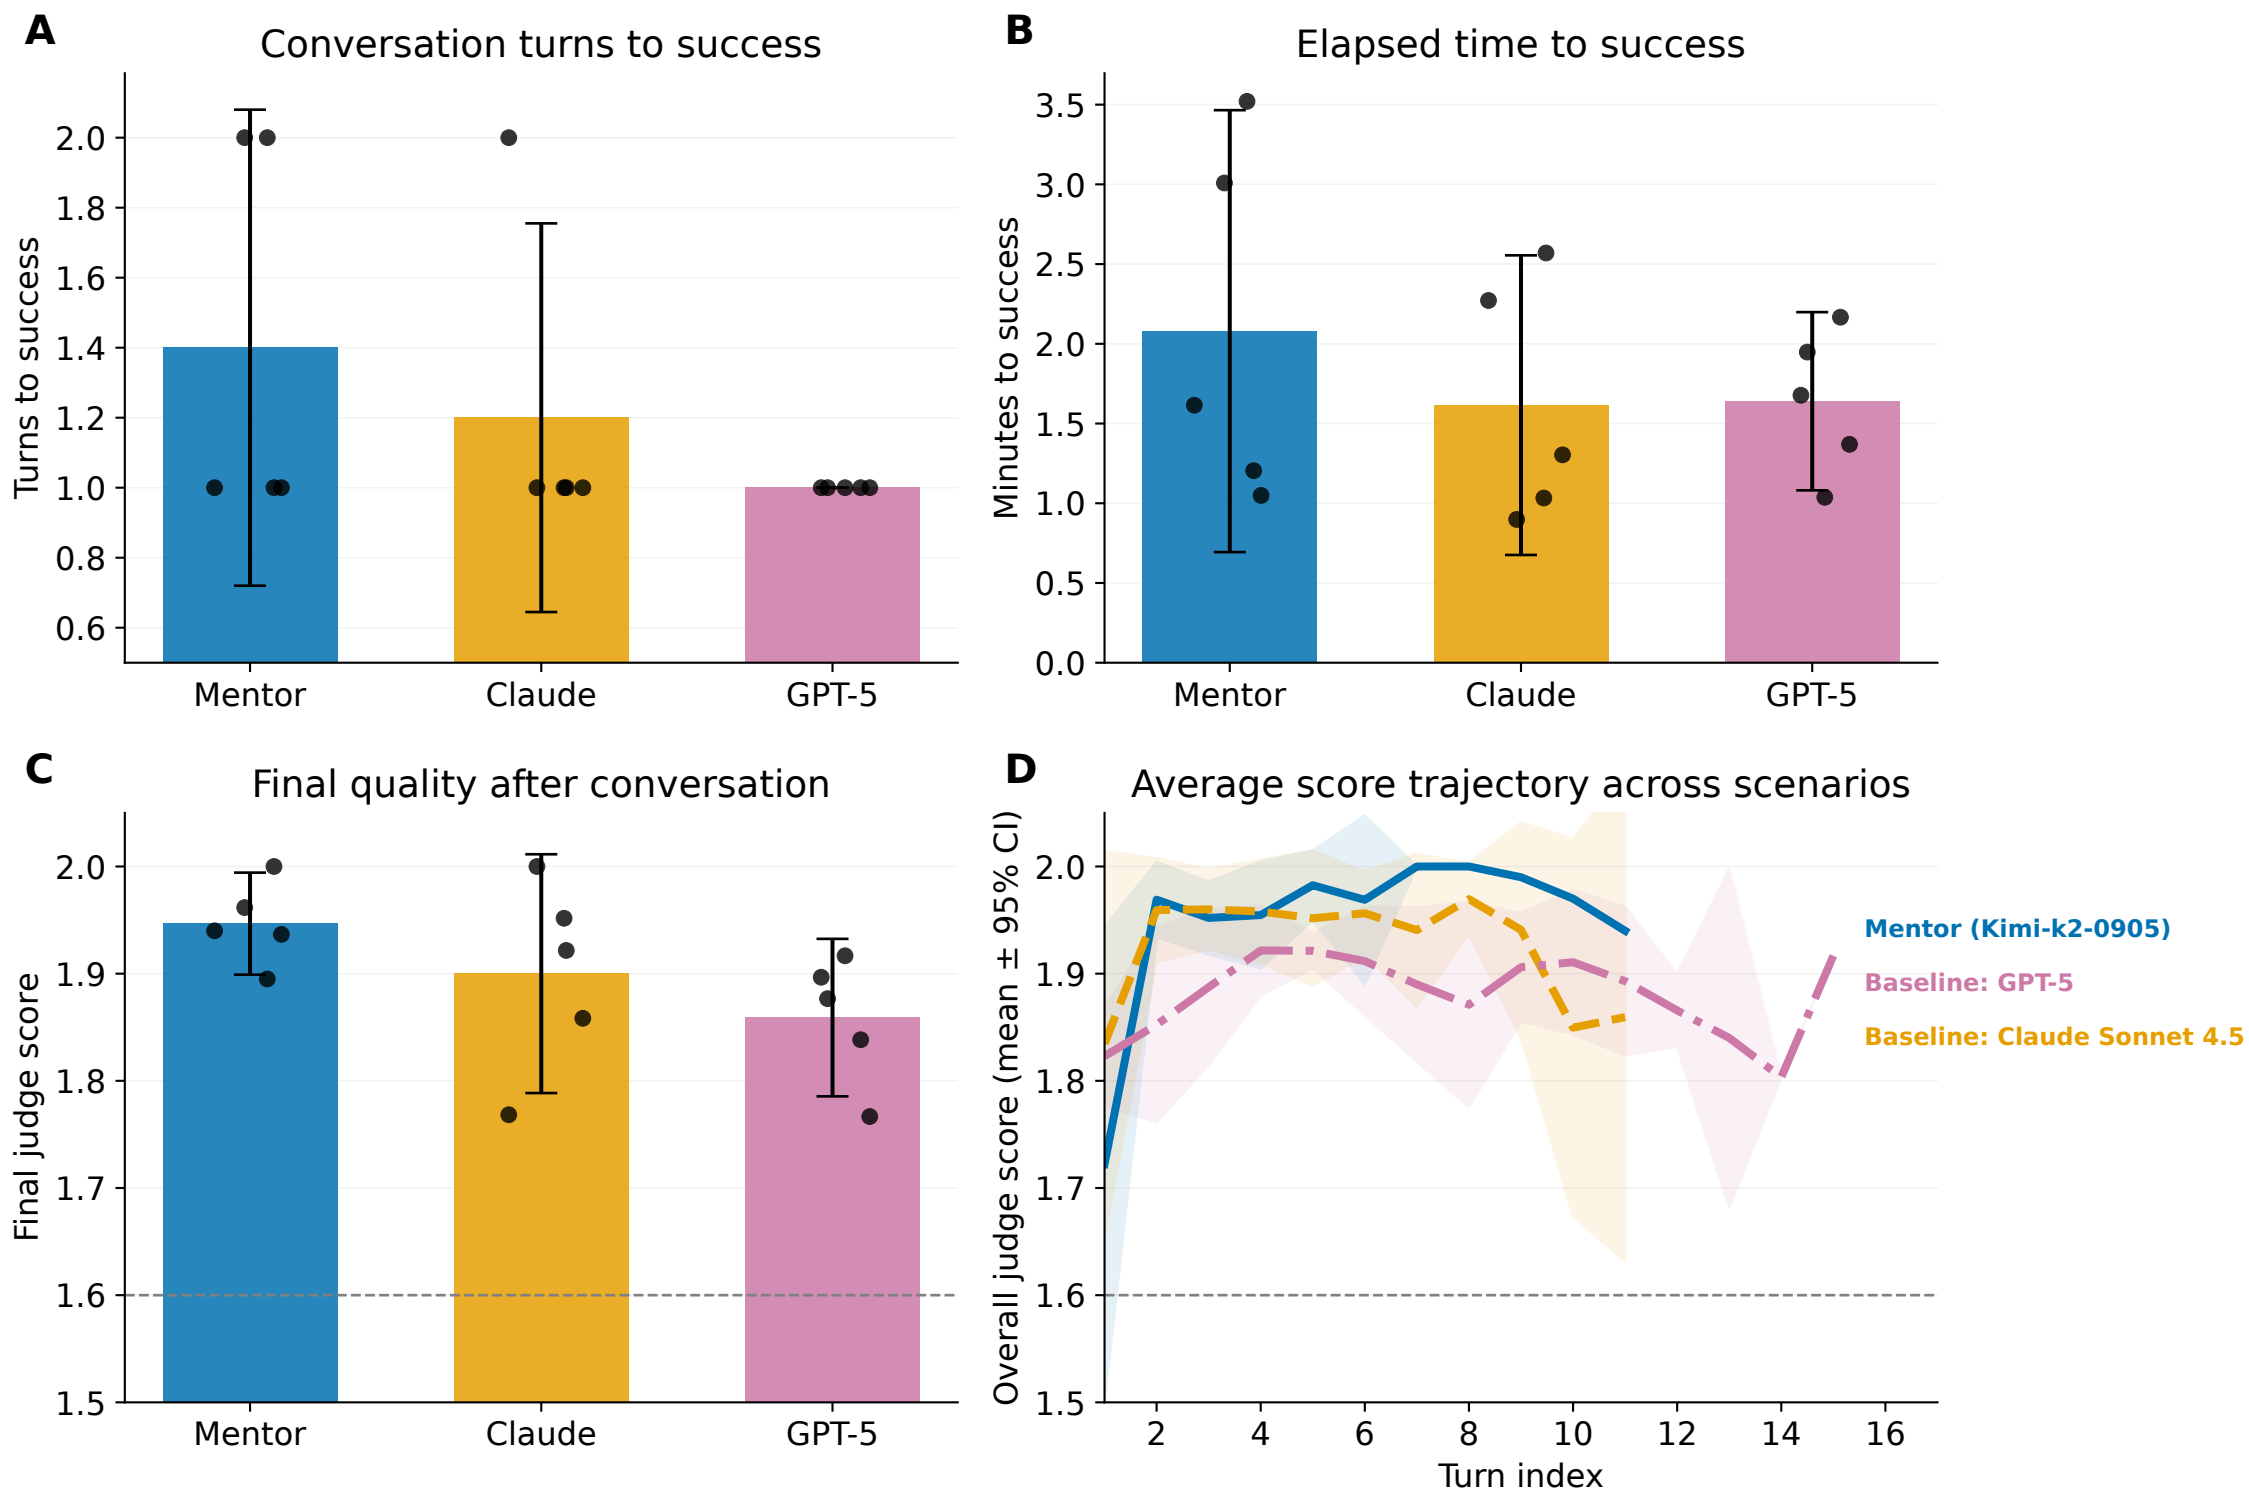 A
Conversation turns to success
Turns to success
2.0
1.8
1.6
1.4
1.2
1.0
0.8
0.6
Mentor
Claude
GPT-5
B
Elapsed time to success
Minutes to success
3.5
3.0
2.5
2.0
1.5
1.0
0.5
0.0
Mentor
Claude
GPT-5
C
Final quality after conversation
Final judge score
2.0
1.9
1.8
1.7
1.6
1.5
Mentor
Claude
GPT-5
D
Average score trajectory across scenarios
Overall judge score (mean ± 95% CI)
2.0
1.9
1.8
1.7
1.6
1.5
2
4
6
8
10
12
14
16
Turn index
Mentor (Kimi-k2-0905)
Baseline: GPT-5
Baseline: Claude Sonnet 4.5